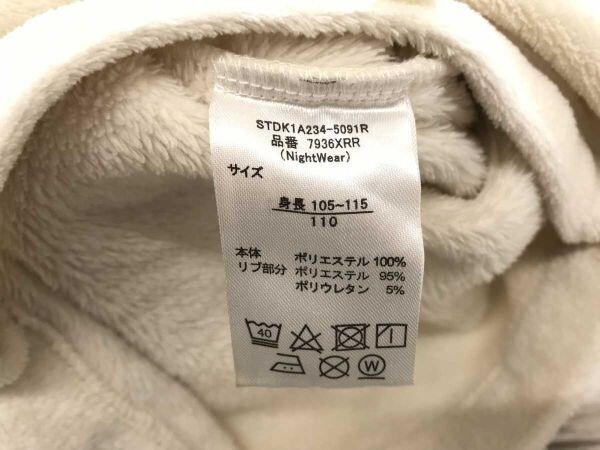 STDK1A234-5091R
品番 7936XRR
(NightWear)
サイズ
身長 105~115
110
本体 ポリエステル 100%
リブ部分 ポリエステル 95%
ポリウレタン 5%
40
W